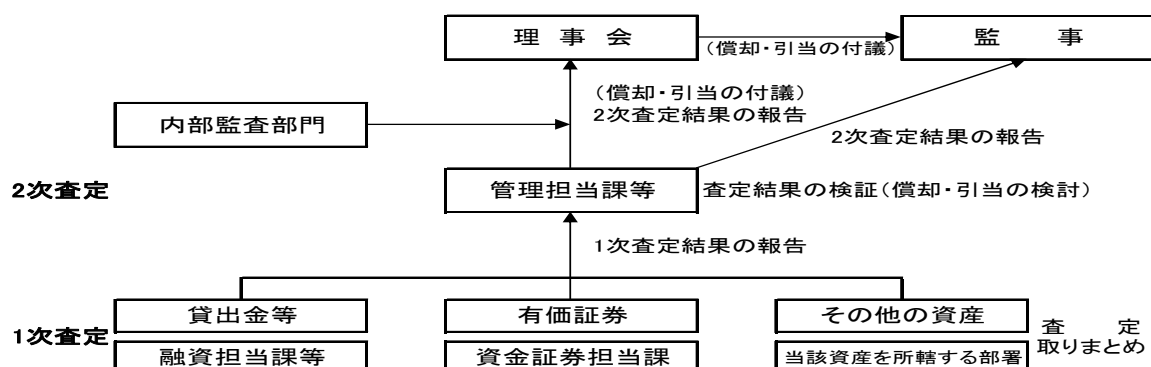 理 事 会
監 事
(償却・引当の付議)
(償却・引当の付議)
2次査定結果の報告
内部監査部門
2次査定結果の報告
2次査定
管理担当課等
査定結果の検証(償却・引当の検討)
1次査定結果の報告
1次査定
貸出金等
有価証券
その他の資産
融資担当課等
資金証券担当課
当該資産を所轄する部署
査 定
取りまとめ